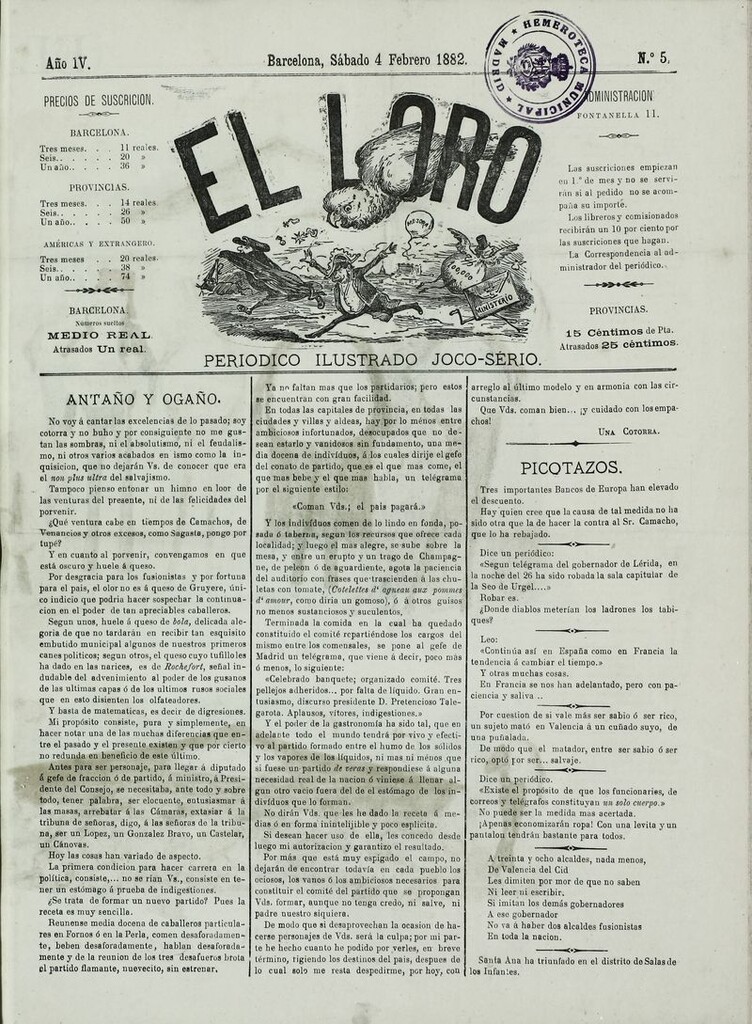 Año IV.
Barcelona, Sábado 4 Febrero 1882.
N.º 5.
HEMEROTECA MUNICIPAL
MADRID
PRECIOS DE SUSCRICION.
BARCELONA.
Tres meses. . . 11 reales.
Seis.. . . . . 20 »
Un año.. . . . 36 »
PROVINCIAS.
Tres meses. . . 14 reales.
Seis.. . . . . 26 »
Un año.. . . . 50 »
AMÉRICAS Y EXTRANGERO.
Tres meses . . 20 reales.
Seis.. . . . . 38 »
Un año.. . . . 74 »
BARCELONA.
Números sueltos
MEDIO REAL
Atrasados Un real.
EL LORO
100,000
MINISTERIO
PERIODICO ILUSTRADO JOCO-SÉRIO.
DMINISTRACION
FONTANELLA 11.
Las suscriciones empiezan
en 1.º de mes y no se servi-
rán si al pedido no se acom-
paña su importe.
Los libreros y comisionados
recibirán un 10 por ciento por
las suscriciones que hagan.
La Correspondencia al ad-
ministrador del periódico.
PROVINCIAS.
15 Céntimos de Pta.
Atrasados 25 céntimos.
ANTAÑO Y OGAÑO.
No voy á cantar las excelencias de lo pasado; soy
cotorra y no buho y por consiguiente no me gus-
tan las sombras, ni el absolutismo, ni el feudalis-
mo, ni otros varios acabados en ismo como la in-
quisicion, que no dejarán Vs. de conocer que era
el non plus ultra del salvajismo.
Tampoco pienso entonar un himno en loor de
las venturas del presente, ni de las felicidades del
porvenir.
¿Qué ventura cabe en tiempos de Camachos, de
Venancios y otros excesos, como Sagasta, pongo por
tupé?
Y en cuanto al porvenir, convengamos en que
está oscuro y huele á queso.
Por desgracia para los fusionistas y por fortuna
para el país, el olor no es á queso de Gruyere, úni-
co indicio que podria hacer sospechar la continua-
cion en el poder de tan apreciables caballeros.
Segun unos, huele á queso de bola, delicada ale-
goria de que no tardarán en recibir tan esquisito
embutido municipal algunos de nuestros primeros
canes politicos; segun otros, el queso cuyo tufilloles
ha dado en las narices, es de Rochefort, señal in-
dudable del advenimiento al poder de los gusanos
de las ultimas capas ó de los ultimos rusos sociales
que en esto disienten los olfateadores.
Y basta de matemáticas, es decir de digresiones.
Mi propósito consiste, pura y simplemente, en
hacer notar una de las muchas diferencias que en-
tre el pasado y el presente existen y que por cierto
no redunda en beneficio de este último.
Antes para ser personaje, para llegar á diputado
á gefe de fraccion ó de partido, á ministro, á Presi-
dente del Consejo, se necesitaba, ante todo y sobre
todo, tener palabra, ser elocuente, entusiasmar á
las masas, arrebatar á las Cámaras, extasiar á la
tribuna de señoras, digo, á las señoras de la tribu-
na, ser un Lopez, un Gonzalez Bravo, un Castelar,
un Cánovas.
Hoy las cosas han variado de aspecto.
La primera condicion para hacer carrera en la
política, consiste,... no se rian Vs., consiste en te-
ner un estómago á prueba de indigestiones.
¿Se trata de formar un nuevo partido? Pues la
receta es muy sencilla.
Reunense media docena de caballeros particula-
res en Fornos ó en la Perla, comen desaforadamen-
te, beben desaforadamente, hablan desaforada-
mente y de la reunion de los tres desafueros brota
el partido flamante, nuevecito, sin estrenar.
Ya no faltan mas que los partidarios; pero estos
se encuentran con gran facilidad.
En todas las capitales de provincia, en todas las
ciudades y villas y aldeas, hay por lo ménos entre
ambiciosos infortunados, desocupados que no de-
sean estarlo y vanidosos sin fundamento, una me-
dia docena de individuos, á los cuales dirije el gefe
del conato de partido, que es el que mas come, el
que mas bebe y el que mas habla, un telégrama
por el siguiente estilo:
«Coman Vds.; el pais pagará.»
Y los individuos comen de lo lindo en fonda, po-
sada ó taberna, segun los recursos que ofrece cada
localidad; y luego el mas alegre, se sube sobre la
mesa, y entre un erupto y un trago de Champag-
ne, de peleon ó de aguardiente, agota la paciencia
del auditorio con frases que trascienden á las chu-
letas con tomate, (Cotelettes d' agneau aux pommes
d' amour, como diria un gomoso), ó á otros guisos
no menos sustanciosos y suculentos.
Terminada la comida en la cual ha quedado
constituido el comité repartiéndose los cargos del
mismo entre los comensales, se pone al gefe de
Madrid un telégrama, que viene á decir, poco más
ó menos, lo siguiente:
«Celebrado banquete; organizado comité. Tres
pellejos adheridos... por falta de líquido. Gran en-
tusiasmo, discurso presidente D. Pretencioso Tale-
garota. Aplausos, vítores, indigestiones.»
Y el poder de la gastronomía ha sido tal, que en
adelante todo el mundo tendrá por vivo y efecti-
vo al partido formado entre el humo de los sólidos
y los vapores de los líquidos, ni mas ni ménos que
si fuese un partido de veras y respondiese á alguna
necesidad real de la nacion ó viniese á llenar al-
gun otro vacio fuera del de el estómago de los in-
divíduos que lo forman.
No dirán Vds. que les he dado la receta á me-
dias ó en forma ininteligible y poco esplicita.
Si desean hacer uso de ella, les concedo desde
luego mi autorizacion y garantizo el resultado.
Por más que está muy espigado el campo, no
dejarán de encontrar todavía en cada pueblo los
ociosos, los vanos ó los ambiciosos necesarios para
constituir el comité del partido que se propongan
Vds. formar, aunque no tenga credo, ni salve, ni
padre nuestro siquiera.
De modo que si desaprovechan la ocasion de ha-
cerse personajes de Vds. será la culpa; por mi par-
te he hecho cuanto he podido por verles, en breve
término, rigiendo los destinos del pais, despues de
lo cual solo me resta despedirme, por hoy, con
arreglo al último modelo y en armonia con las cir-
cunstancias.
Que Vds. coman bien... ¡y cuidado con los empa-
chos!
UNA COTORRA.
PICOTAZOS.
Tres importantes Bancos de Europa han elevado
el descuento.
Hay quien cree que la causa de tal medida no ha
sido otra que la de hacer la contra al Sr. Camacho,
que lo ha rebajado.
Dice un periódico:
«Segun telégrama del gobernador de Lérida, en
la noche del 26 ha sido robada la sala capitular de
la Seo de Urgel....»
Robar es.
¿Donde diablos meterían los ladrones los tabi-
ques?
Leo:
«Continúa así en España como en Francia la
tendencia á cambiar el tiempo.»
Y otras muchas cosas.
En Francia se nos han adelantado, pero con pa-
ciencia y saliva ..
Por cuestion de si vale más ser sabio ó ser rico,
un sujeto mató en Valencia á un cuñado suyo, de
una puñalada.
De modo que el matador, entre ser sabio ó ser
rico, optó por ser... salvaje.
Dice un periódico.
«Existe el propósito de que los funcionarios, de
correos y telégrafos constituyan un solo cuerpo.»
No puede ser la medida mas acertada.
¡Apenas economizarán ropa! Con una levita y un
pantalon tendrán bastante para todos.
A treinta y ocho alcaldes, nada menos,
De Valencia del Cid
Les dimiten por mor de que no saben
Ni leer ni escribir.
Si imitan los demás gobernadores
A ese gobernador
No va á haber dos alcaldes fusionistas
En toda la nacion.
Santa Ana ha triunfado en el distrito de Salas de
los Infantes.